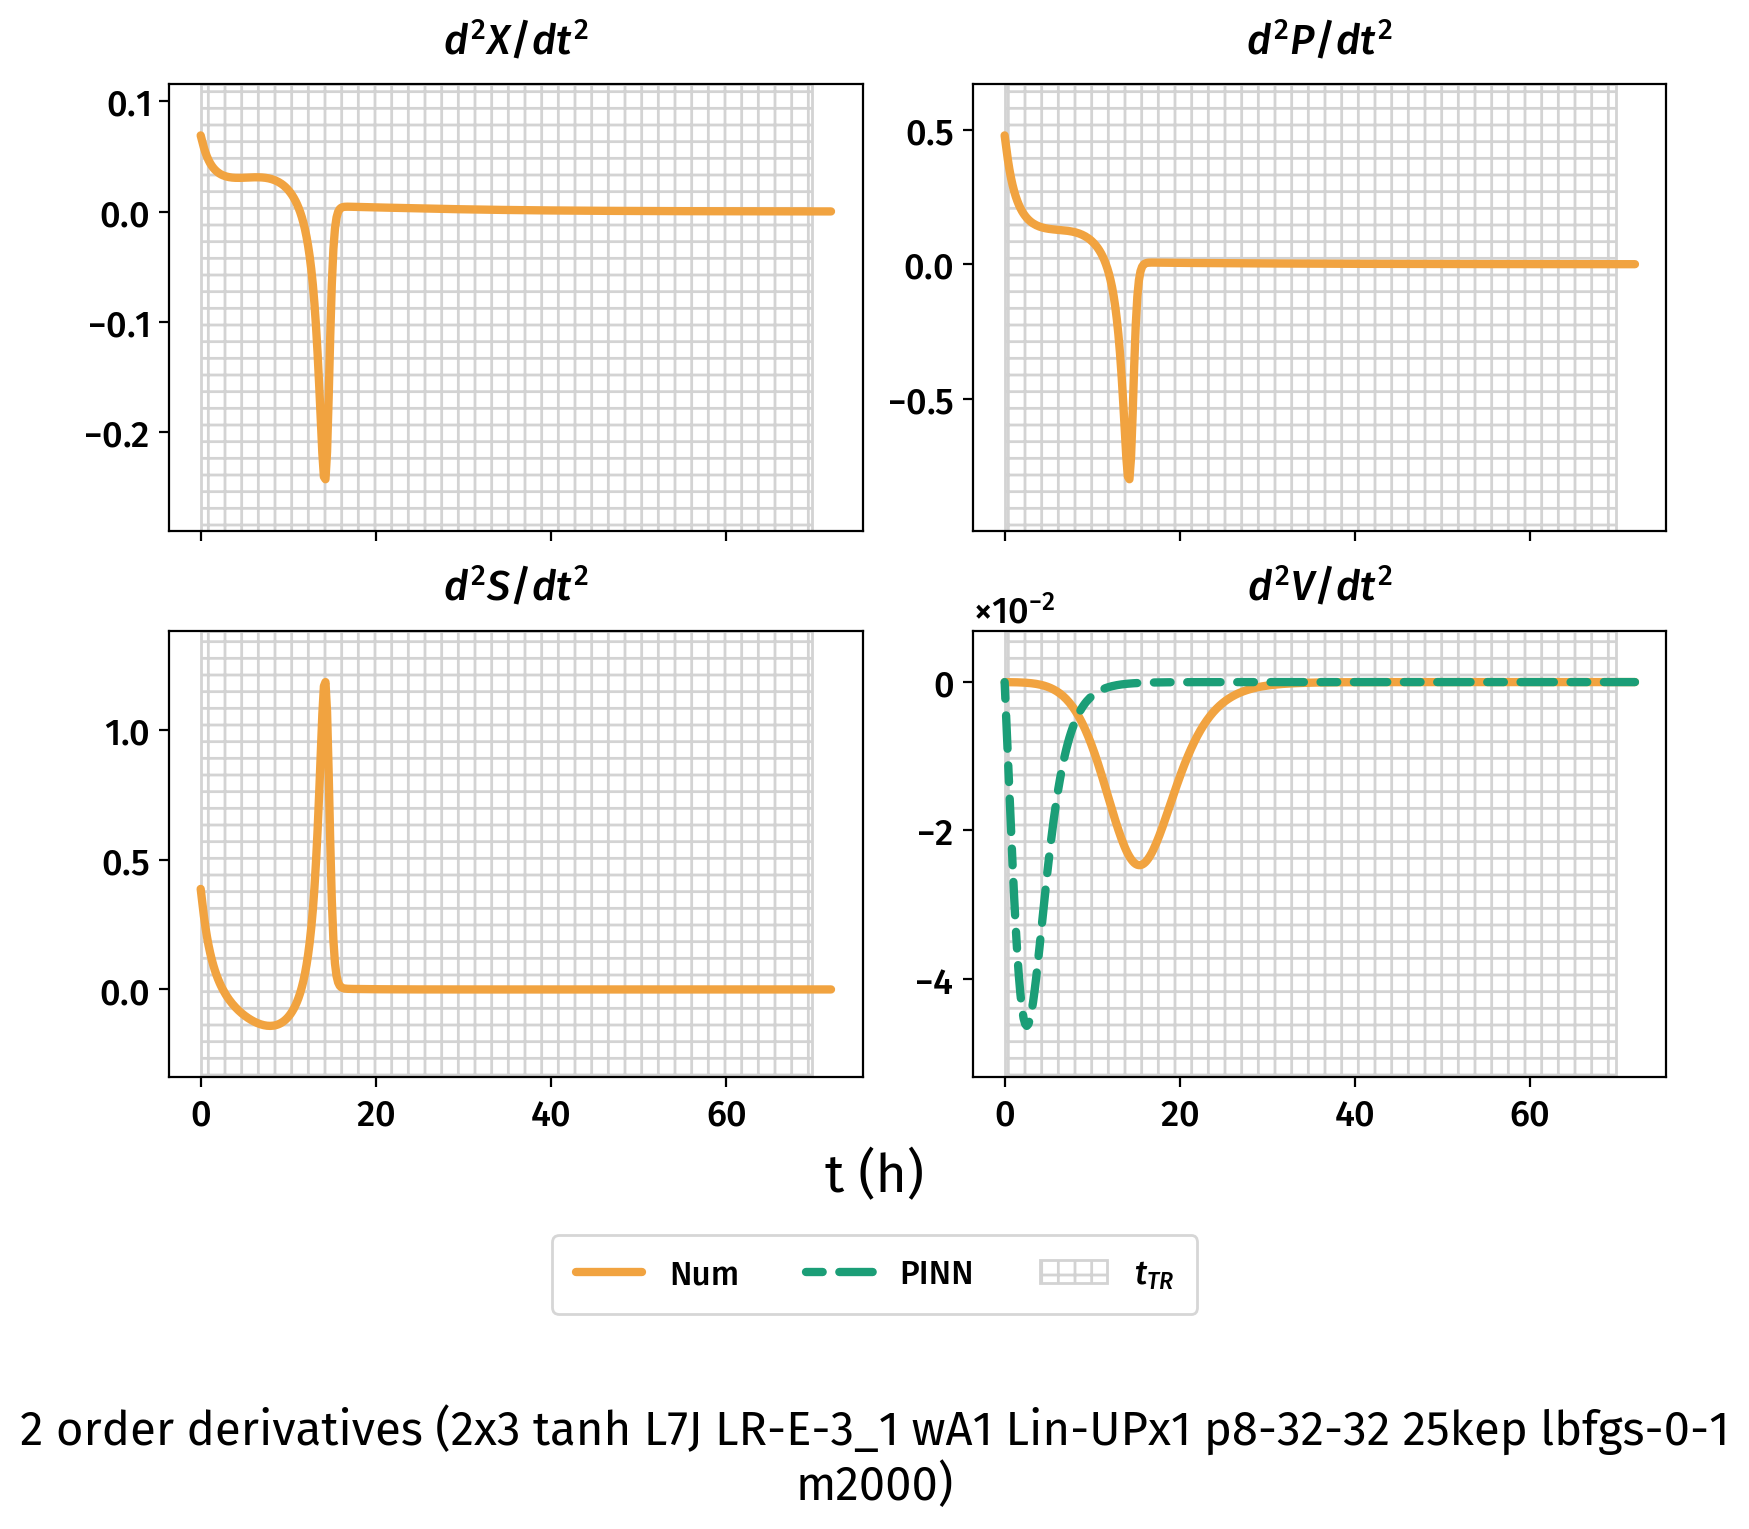 d²X/dt²
d²P/dt²
0.1
0.0
−0.1
−0.2
0.5
0.0
−0.5
d²S/dt²
d²V/dt²
×10⁻²
1.0
0.5
0.0
0
−2
−4
0 20 40 60
0 20 40 60
t (h)
Num PINN t_TR
2 order derivatives (2x3 tanh L7J LR-E-3_1 wA1 Lin-UPx1 p8-32-32 25kep lbfgs-0-1
m2000)